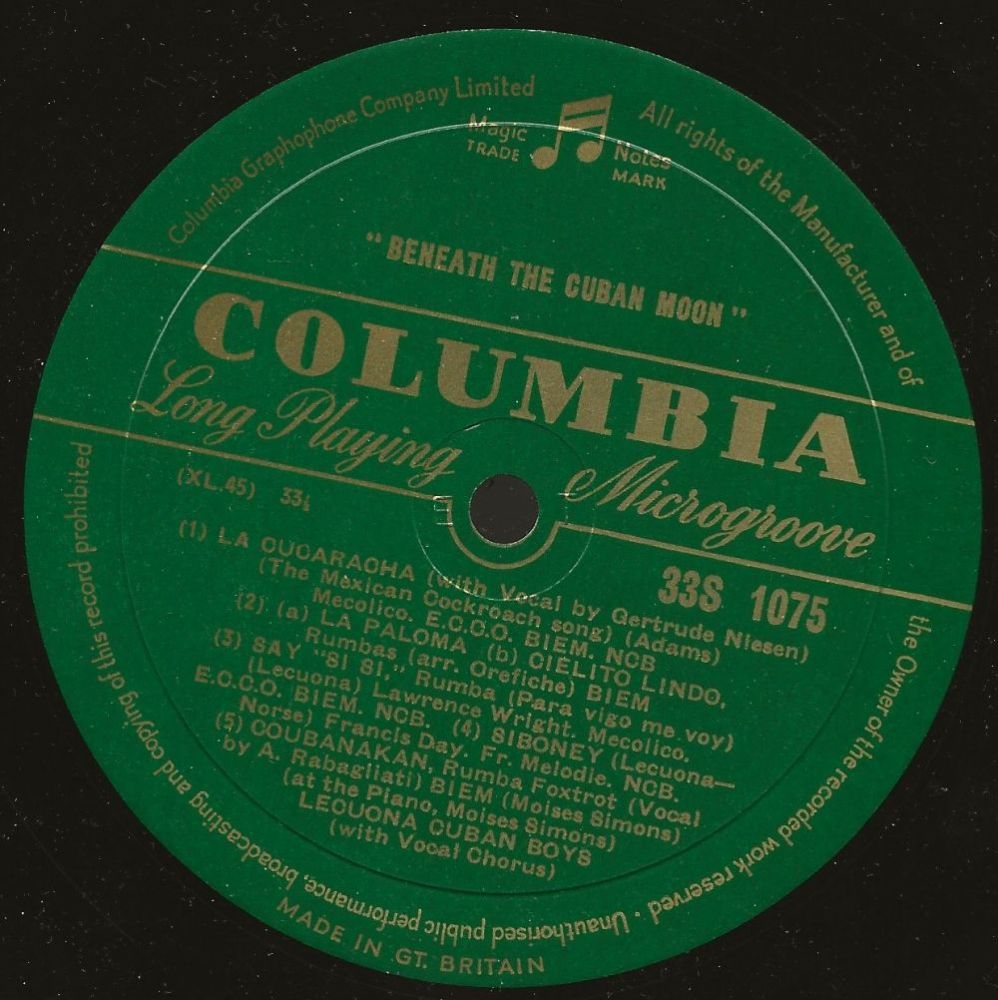 Columbia Graphophone Company Limited
All rights of the Manufacturer and of
the Owner of the recorded work reserved · Unauthorised public performance, broadcasting and copying of this record prohibited
Magic Notes
TRADE MARK
"BENEATH THE CUBAN MOON"
COLUMBIA
Long Playing Microgroove
(XL.45) 33⅓
33S 1075
(1) LA CUCARACHA (with Vocal by Gertrude Niesen)
(The Mexican Cockroach song) (Adams)
Mecolico. E.C.C.O. BIEM. NCB
(2) (a) LA PALOMA (b) CIELITO LINDO,
Rumbas (arr. Orefiche) BIEM
(3) SAY "SI SI," Rumba (Para vigo me voy)
(Lecuona) Lawrence Wright. Mecolico.
E.C.C.O. BIEM. NCB. (4) SIBONEY (Lecuona—
Norse) Francis Day. Fr. Melodie. NCB.
(5) COUBANAKAN, Rumba Foxtrot (Vocal
by A. Rabagliati) BIEM (Moises Simons)
(at the Piano, Moises Simons)
LECUONA CUBAN BOYS
(with Vocal Chorus)
MADE IN GT. BRITAIN